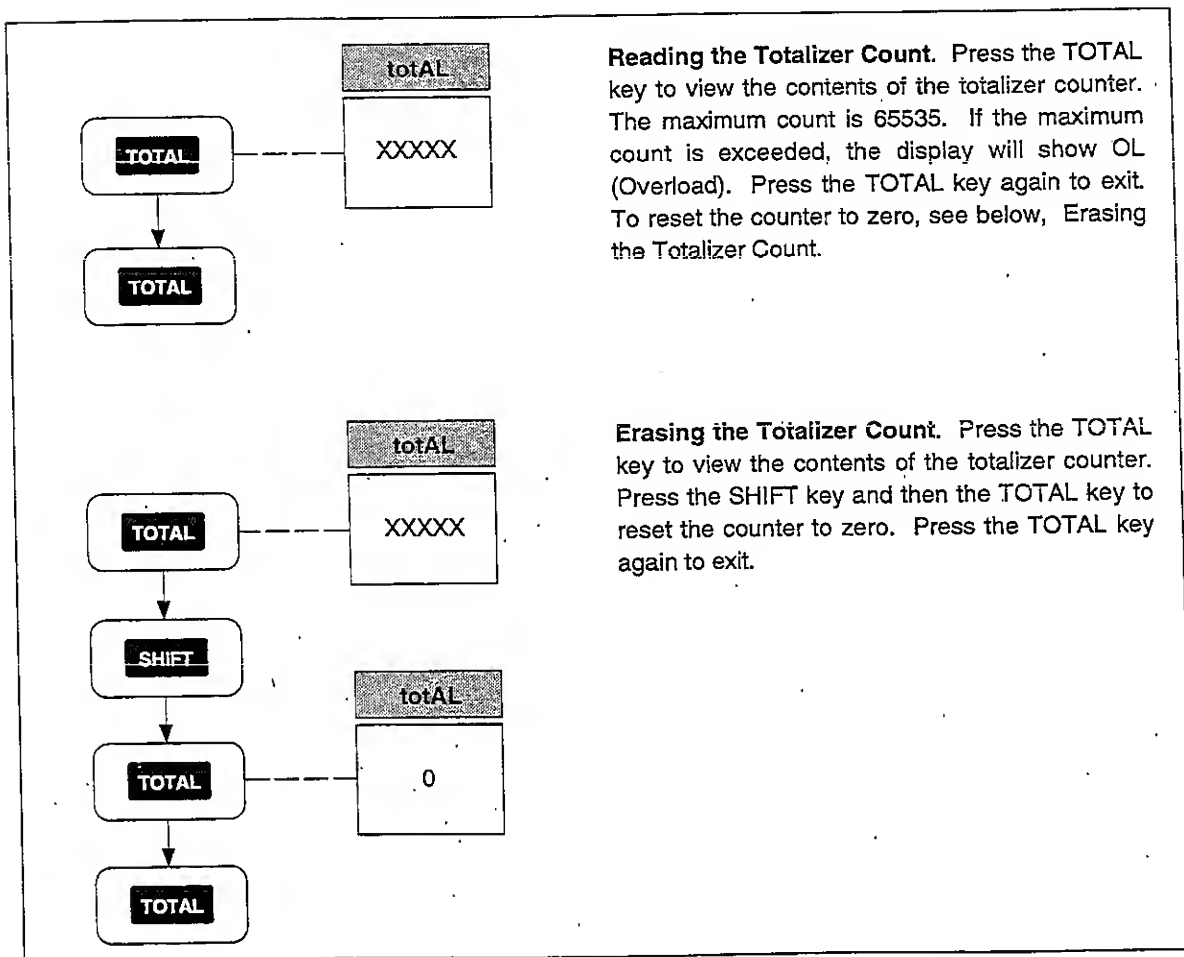 totAL
TOTAL
XXXXX
TOTAL
Reading the Totalizer Count. Press the TOTAL
key to view the contents of the totalizer counter.
The maximum count is 65535. If the maximum
count is exceeded, the display will show OL
(Overload). Press the TOTAL key again to exit.
To reset the counter to zero, see below, Erasing
the Totalizer Count.
totAL
TOTAL
XXXXX
SHIFT
totAL
TOTAL
0
TOTAL
Erasing the Totalizer Count. Press the TOTAL
key to view the contents of the totalizer counter.
Press the SHIFT key and then the TOTAL key to
reset the counter to zero. Press the TOTAL key
again to exit.